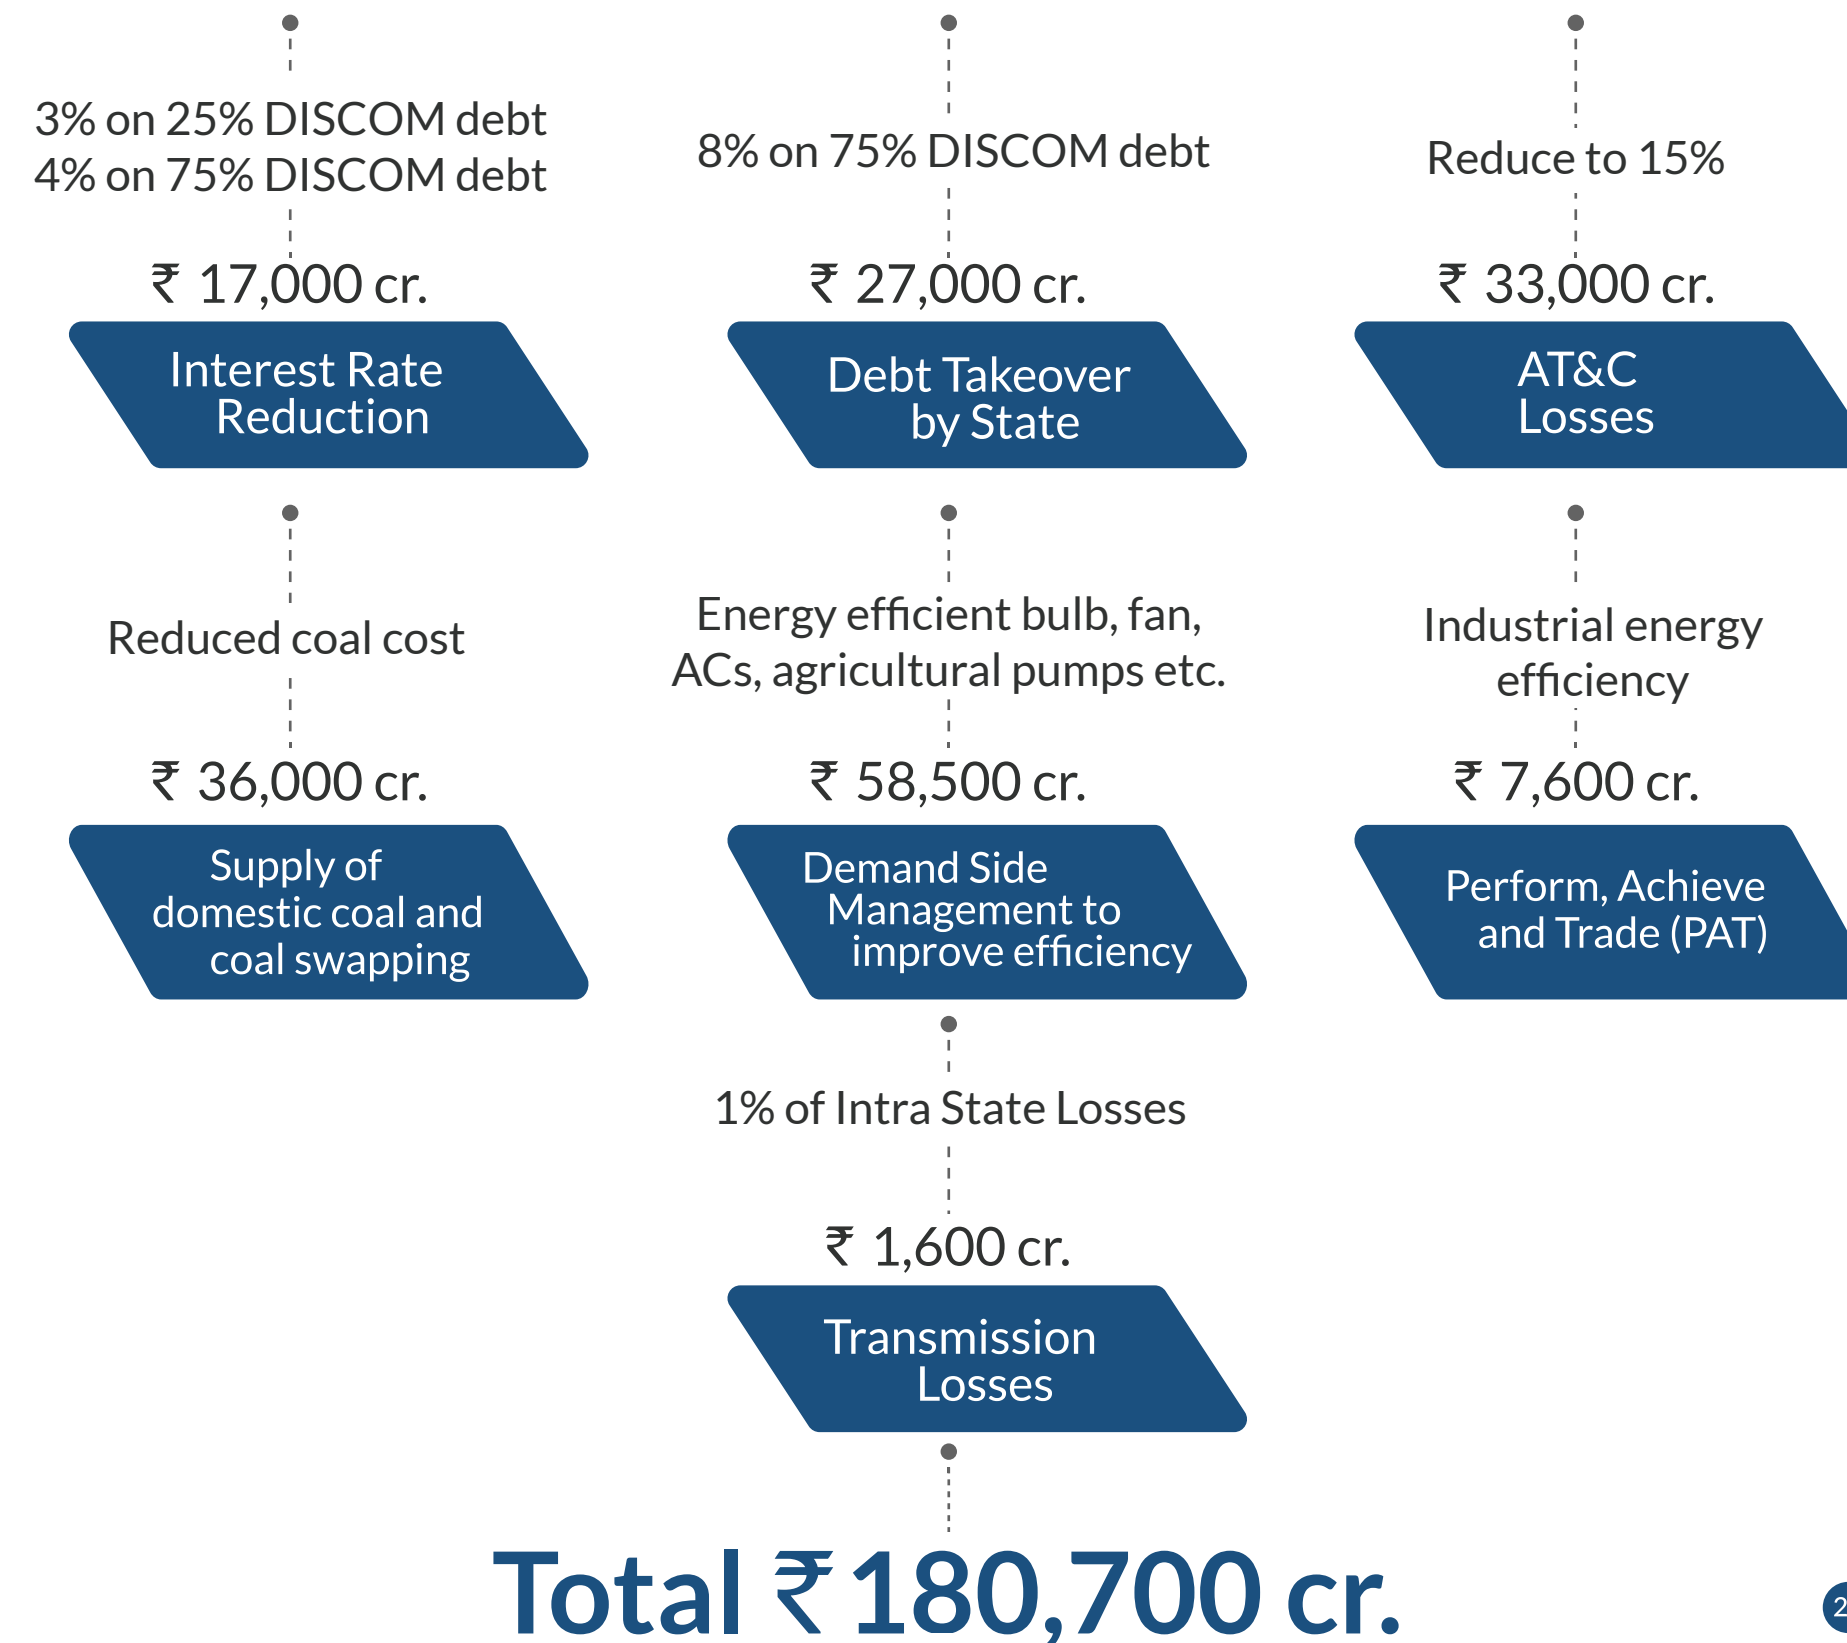 3% on 25% DISCOM debt
4% on 75% DISCOM debt
₹ 17,000 cr.
Interest Rate
Reduction
8% on 75% DISCOM debt
₹ 27,000 cr.
Debt Takeover
by State
Reduce to 15%
₹ 33,000 cr.
AT&C
Losses
Reduced coal cost
₹ 36,000 cr.
Supply of
domestic coal and
coal swapping
Energy efficient bulb, fan,
ACs, agricultural pumps etc.
₹ 58,500 cr.
Demand Side
Management to
improve efficiency
Industrial energy
efficiency
₹ 7,600 cr.
Perform, Achieve
and Trade (PAT)
1% of Intra State Losses
₹ 1,600 cr.
Transmission
Losses
Total ₹ 180,700 cr.